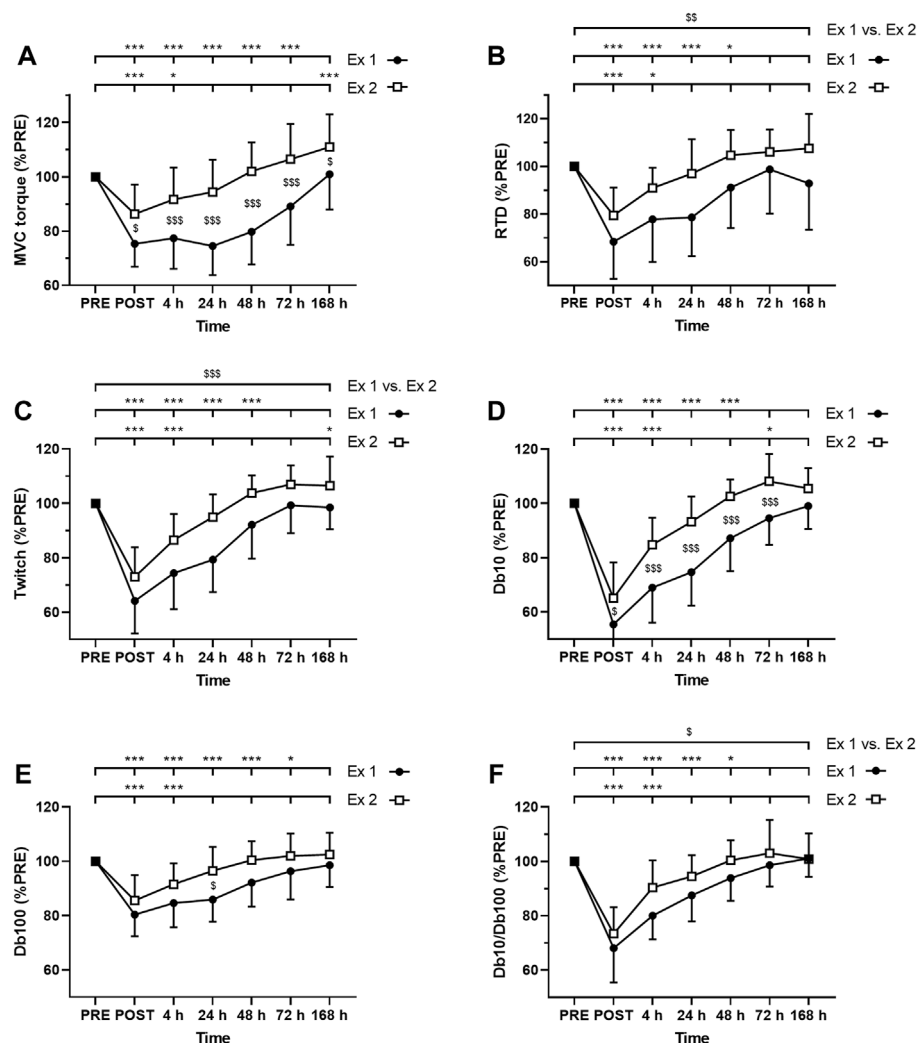 A
*** *** *** *** *** Ex 1
*** * *** Ex 2
MVC torque (%PRE)
120
100
80
60
$ $$$ $$$ $$$ $$$ $
PRE POST 4 h 24 h 48 h 72 h 168 h
Time
B
$$ Ex 1 vs. Ex 2
*** *** *** * Ex 1
*** * Ex 2
RTD (%PRE)
120
100
80
60
PRE POST 4 h 24 h 48 h 72 h 168 h
Time
C
$$$ Ex 1 vs. Ex 2
*** *** *** *** Ex 1
*** *** * Ex 2
Twitch (%PRE)
120
100
80
60
PRE POST 4 h 24 h 48 h 72 h 168 h
Time
D
*** *** *** *** Ex 1
*** *** * Ex 2
Db10 (%PRE)
120
100
80
60
$ $$$ $$$ $$$ $$$
PRE POST 4 h 24 h 48 h 72 h 168 h
Time
E
*** *** *** *** * Ex 1
*** *** Ex 2
Db100 (%PRE)
120
100
80
60
$
PRE POST 4 h 24 h 48 h 72 h 168 h
Time
F
$ Ex 1 vs. Ex 2
*** *** *** * Ex 1
*** *** Ex 2
Db10/Db100 (%PRE)
120
100
80
60
PRE POST 4 h 24 h 48 h 72 h 168 h
Time